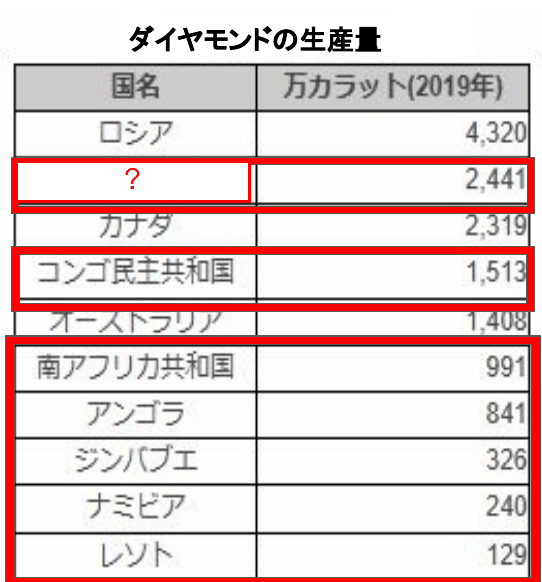 ダイヤモンドの生産量
国名 万カラット(2019年)
ロシア 4,320
? 2,441
カナダ 2,319
コンゴ民主共和国 1,513
オーストラリア 1,408
南アフリカ共和国 991
アンゴラ 841
ジンバブエ 326
ナミビア 240
レソト 129